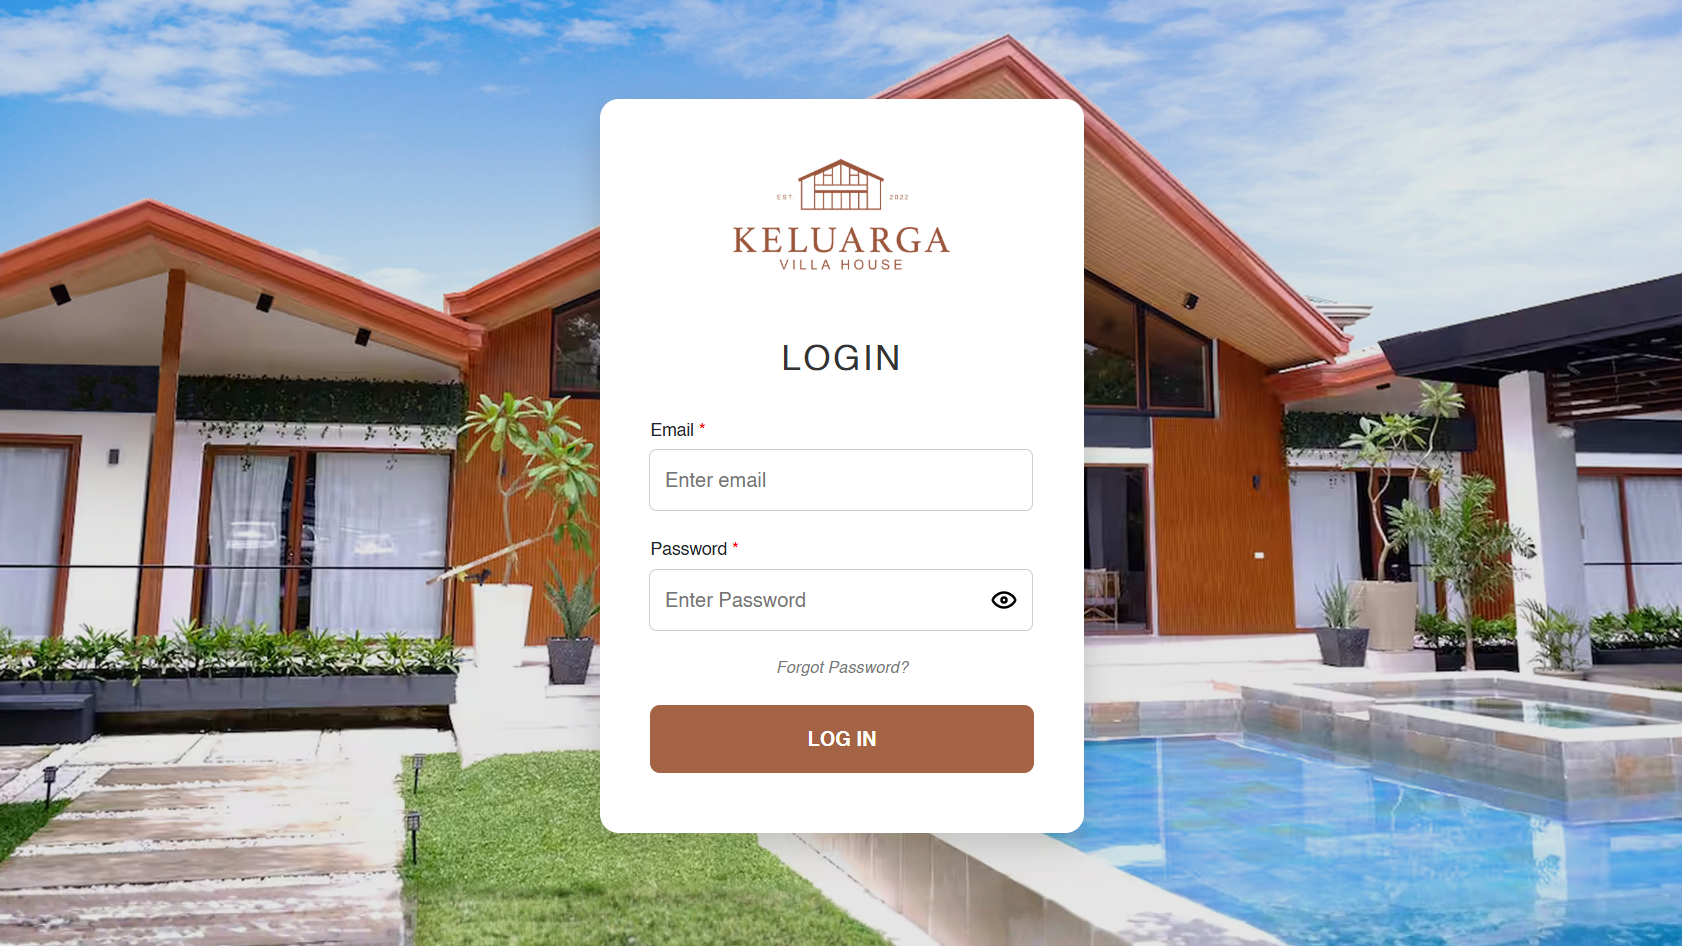 EST. 2022
KELUARGA
VILLA HOUSE
LOGIN
Email *
Enter email
Password *
Enter Password
Forgot Password?
LOG IN